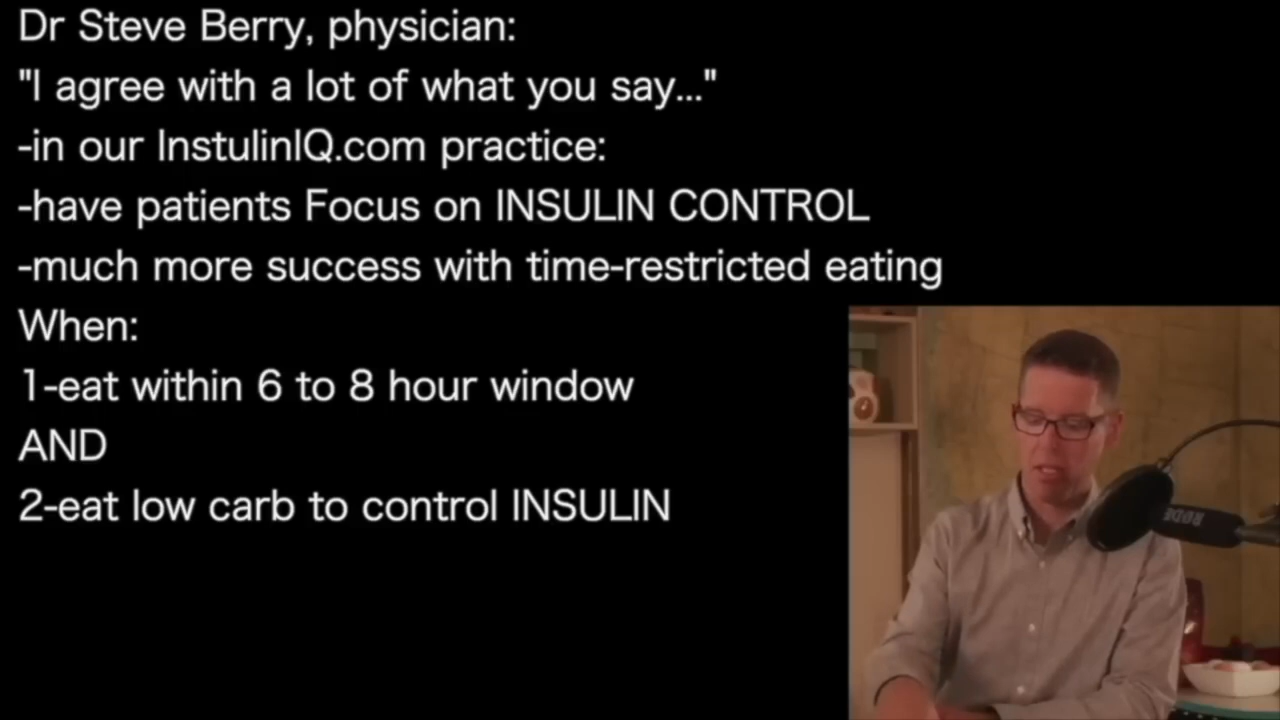 Dr Steve Berry, physician:
"I agree with a lot of what you say..."
-in our InstulinIQ.com practice:
-have patients Focus on INSULIN CONTROL
-much more success with time-restricted eating
When:
1-eat within 6 to 8 hour window
AND
2-eat low carb to control INSULIN
RØDE